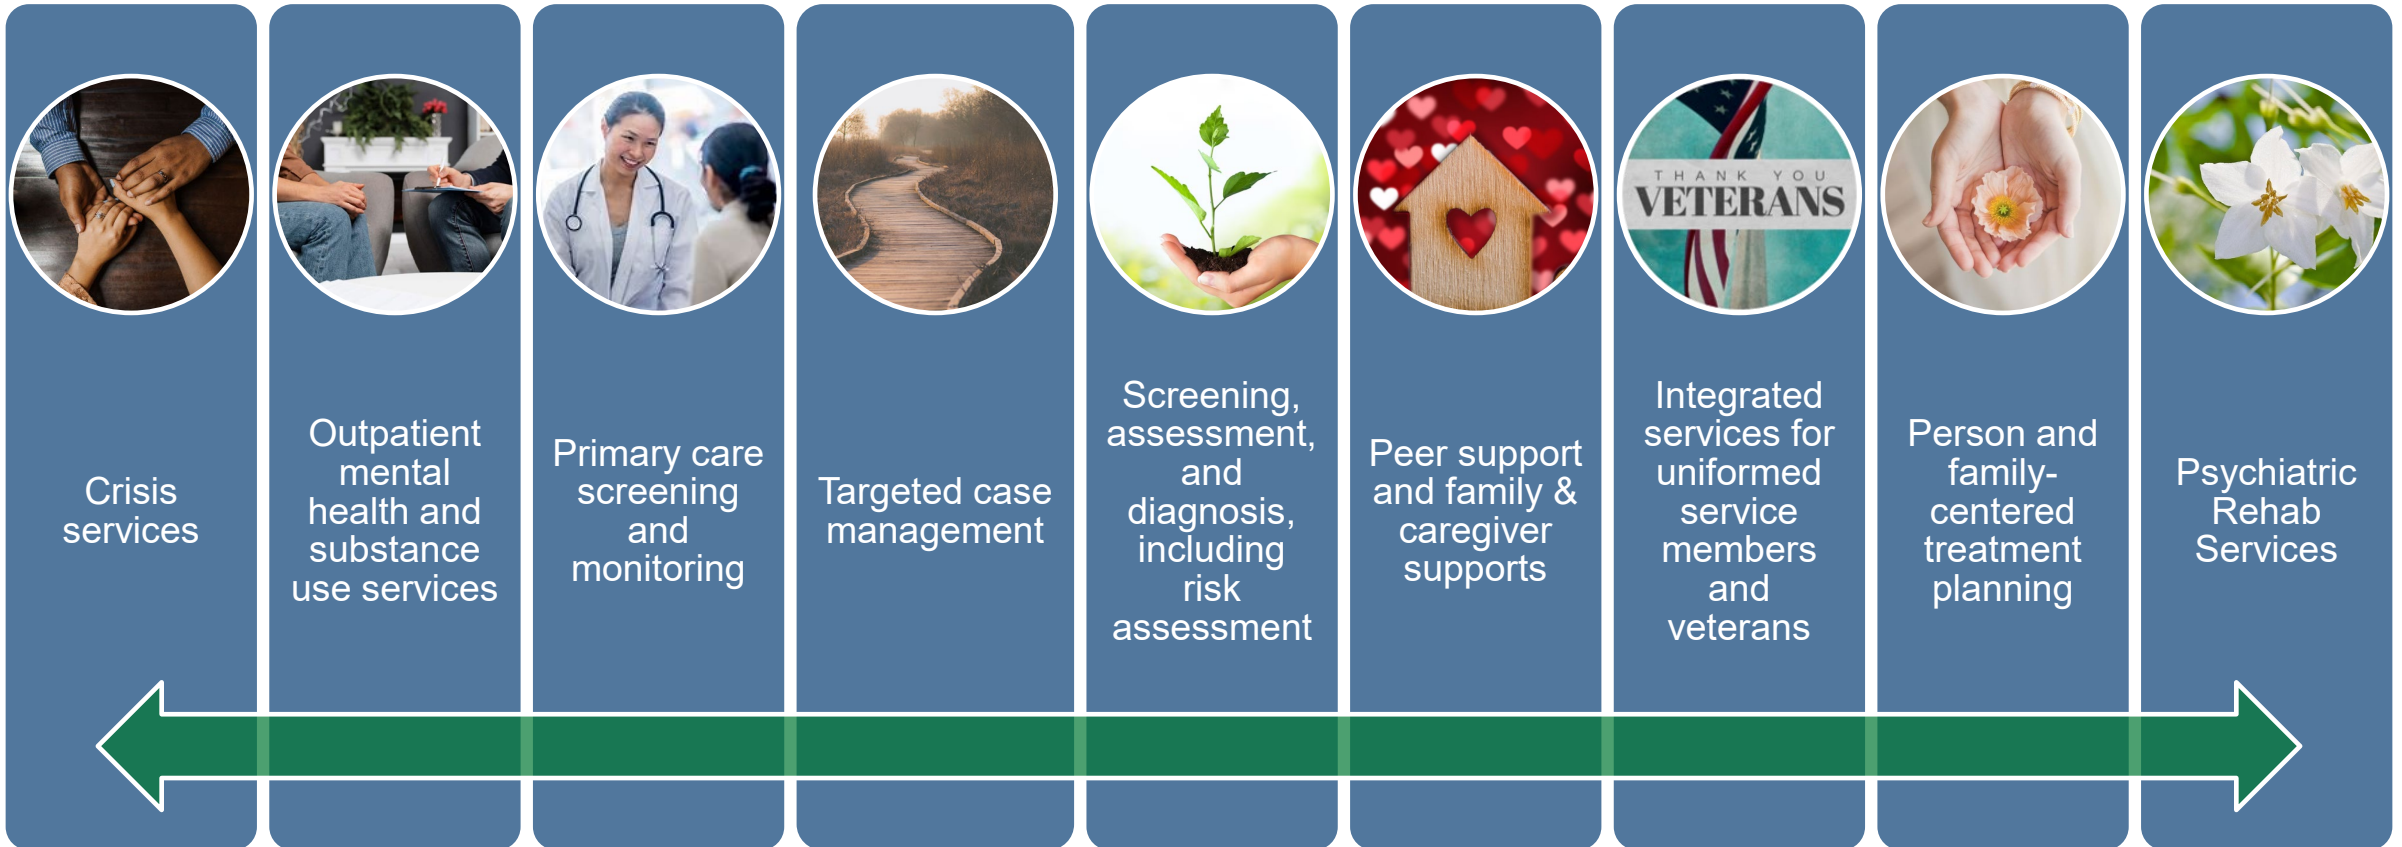 THANK YOU
VETERANS
Crisis
services
Outpatient
mental
health and
substance
use services
Primary care
screening
and
monitoring
Targeted case
management
Screening,
assessment,
and
diagnosis,
including
risk
assessment
Peer support
and family &
caregiver
supports
Integrated
services for
uniformed
service
members
and
veterans
Person and
family-
centered
treatment
planning
Psychiatric
Rehab
Services